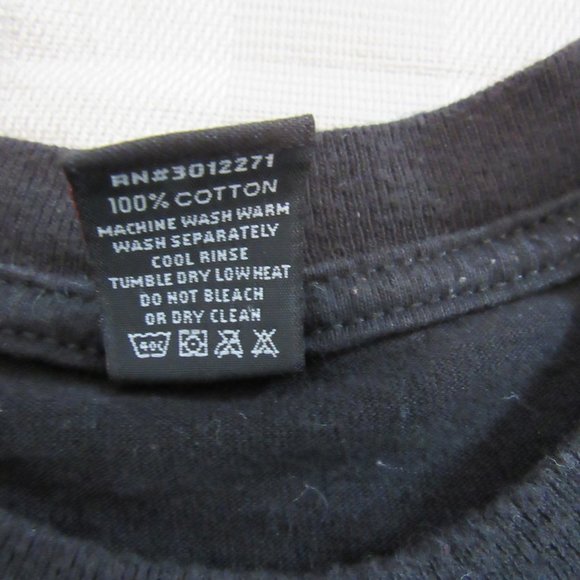 RN#3012271
100% COTTON
MACHINE WASH WARM
WASH SEPARATELY
COOL RINSE
TUMBLE DRY LOW HEAT
DO NOT BLEACH
OR DRY CLEAN